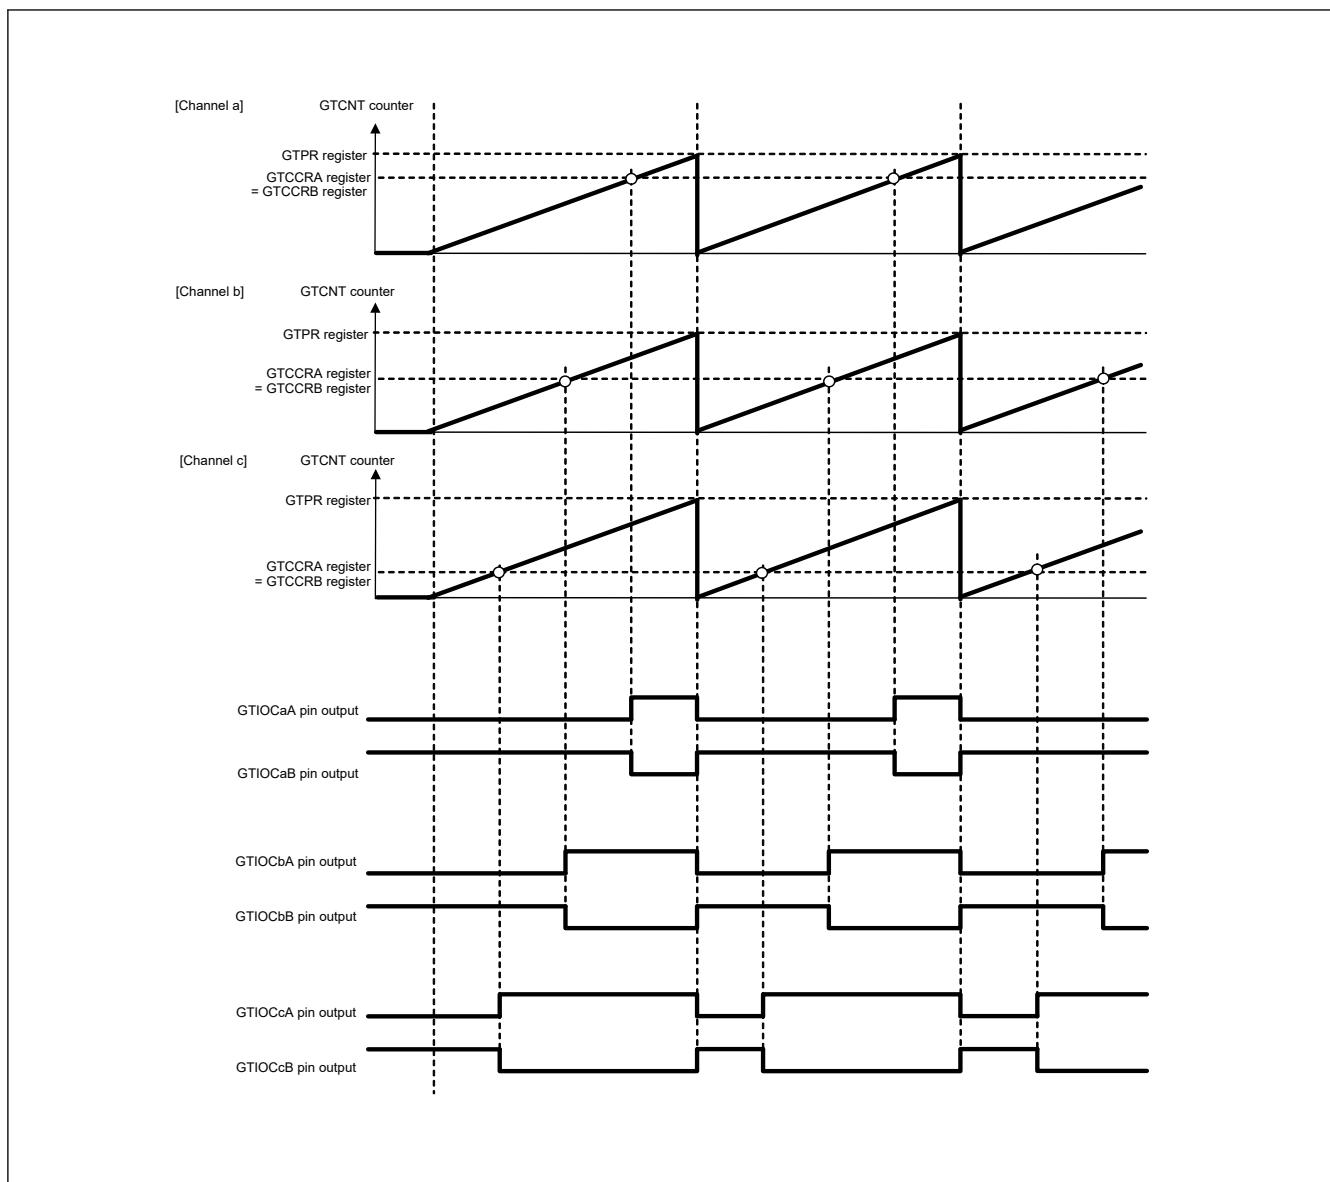 [Channel a] GTCNT counter
GTPR register
GTCCRA register
= GTCCRB register
[Channel b] GTCNT counter
GTPR register
GTCCRA register
= GTCCRB register
[Channel c] GTCNT counter
GTPR register
GTCCRA register
= GTCCRB register
GTIOCaA pin output
GTIOCaB pin output
GTIOCbA pin output
GTIOCbB pin output
GTIOCcA pin output
GTIOCcB pin output